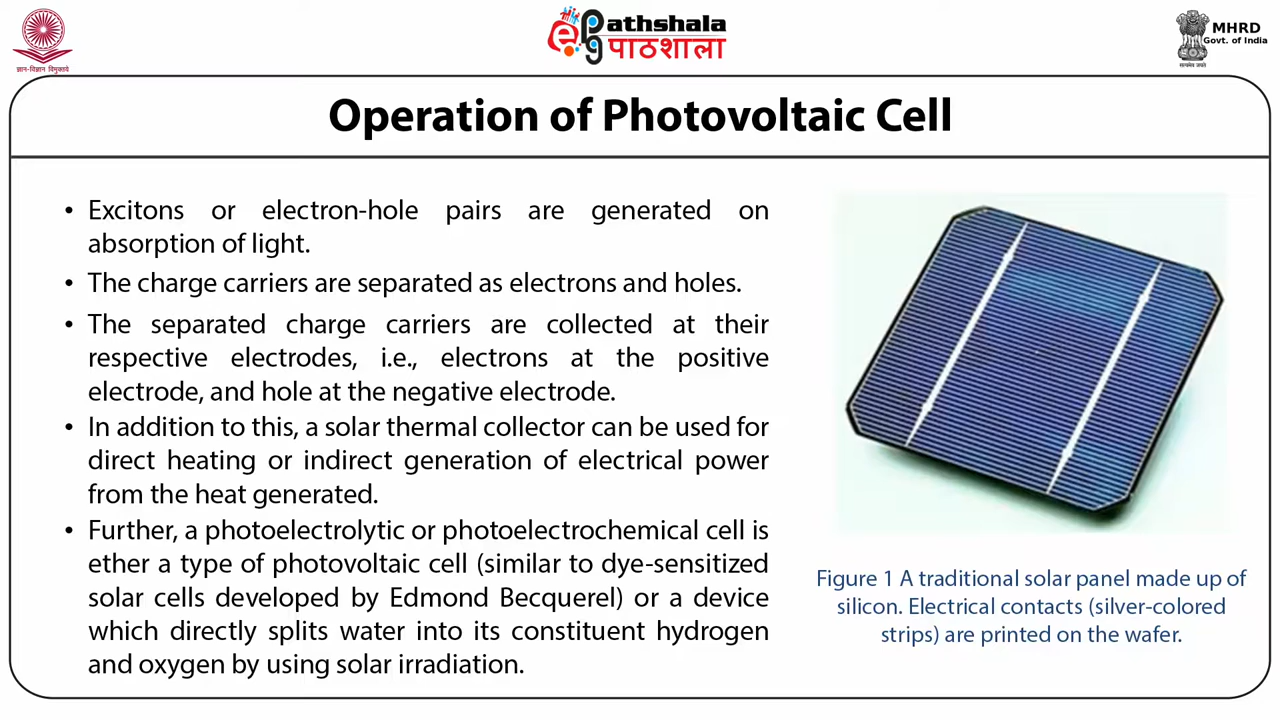 ज्ञान-विज्ञान विमुक्तये
epgathshala
पाठशाला
MHRD
Govt. of India
सत्यमेव जयते
Operation of Photovoltaic Cell
• Excitons or electron-hole pairs are generated on
absorption of light.
• The charge carriers are separated as electrons and holes.
• The separated charge carriers are collected at their
respective electrodes, i.e., electrons at the positive
electrode, and hole at the negative electrode.
• In addition to this, a solar thermal collector can be used for
direct heating or indirect generation of electrical power
from the heat generated.
• Further, a photoelectrolytic or photoelectrochemical cell is
ether a type of photovoltaic cell (similar to dye-sensitized
solar cells developed by Edmond Becquerel) or a device
which directly splits water into its constituent hydrogen
and oxygen by using solar irradiation.
Figure 1 A traditional solar panel made up of
silicon. Electrical contacts (silver-colored
strips) are printed on the wafer.